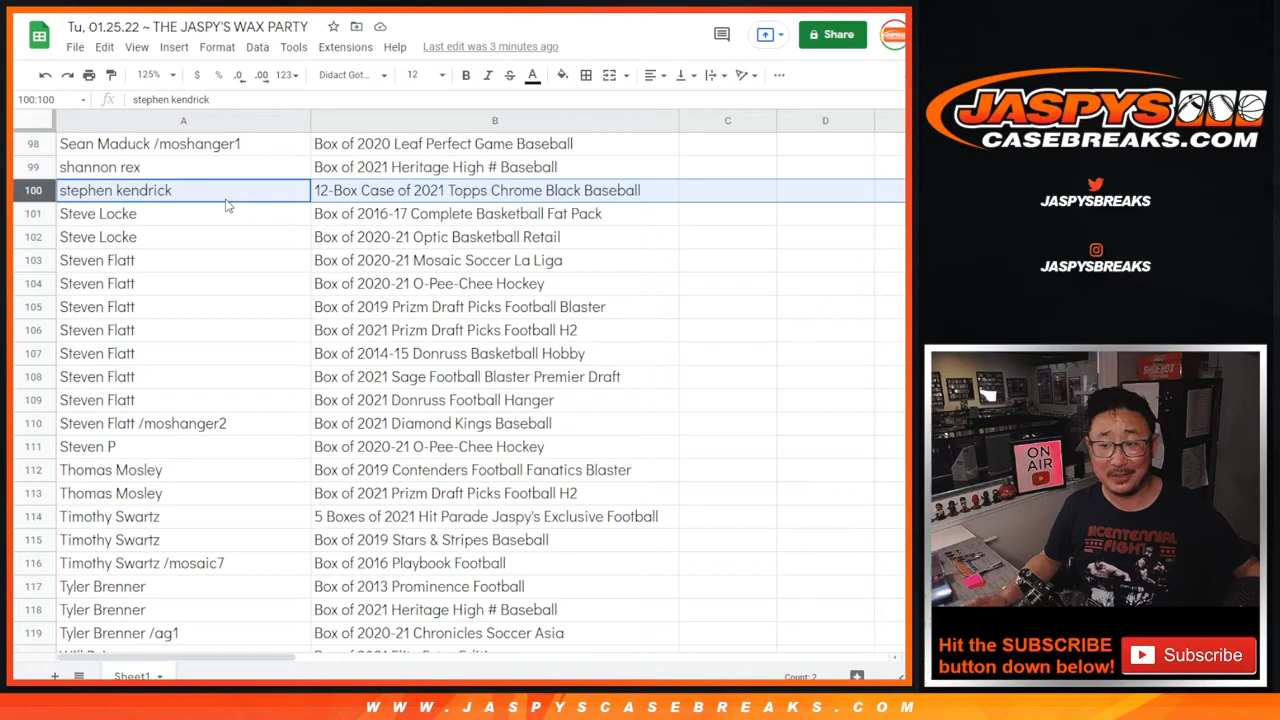 Tu, 01.25.22 ~ THE JASPY'S WAX PARTY
File Edit View Insert Format Data Tools Extensions Help Last edit was 3 minutes ago
Share
125% $ % .0 .00 123 Didact Got... 12 B I S A
100:100 fx stephen kendrick
A B C D
98 Sean Maduck /moshanger1 Box of 2020 Leaf Perfect Game Baseball
99 shannon rex Box of 2021 Heritage High # Baseball
100 stephen kendrick 12-Box Case of 2021 Topps Chrome Black Baseball
101 Steve Locke Box of 2016-17 Complete Basketball Fat Pack
102 Steve Locke Box of 2020-21 Optic Basketball Retail
103 Steven Flatt Box of 2020-21 Mosaic Soccer La Liga
104 Steven Flatt Box of 2020-21 O-Pee-Chee Hockey
105 Steven Flatt Box of 2019 Prizm Draft Picks Football Blaster
106 Steven Flatt Box of 2021 Prizm Draft Picks Football H2
107 Steven Flatt Box of 2014-15 Donruss Basketball Hobby
108 Steven Flatt Box of 2021 Sage Football Blaster Premier Draft
109 Steven Flatt Box of 2021 Donruss Football Hanger
110 Steven Flatt /moshanger2 Box of 2021 Diamond Kings Baseball
111 Steven P Box of 2020-21 O-Pee-Chee Hockey
112 Thomas Mosley Box of 2019 Contenders Football Fanatics Blaster
113 Thomas Mosley Box of 2021 Prizm Draft Picks Football H2
114 Timothy Swartz 5 Boxes of 2021 Hit Parade Jaspy's Exclusive Football
115 Timothy Swartz Box of 2019 Stars & Stripes Baseball
116 Timothy Swartz /mosaic7 Box of 2016 Playbook Football
117 Tyler Brenner Box of 2013 Prominence Football
118 Tyler Brenner Box of 2021 Heritage High # Baseball
119 Tyler Brenner /ag1 Box of 2020-21 Chronicles Soccer Asia
Sheet1 Count: 2
JASPYS
CASEBREAKS.COM
JASPYSBREAKS
JASPYSBREAKS
SHOEBOX
ON
AIR
BICENTENNIAL
FIGHT
Hit the SUBSCRIBE
button down below!
Subscribe
WWW.JASPYSCASEBREAKS.COM